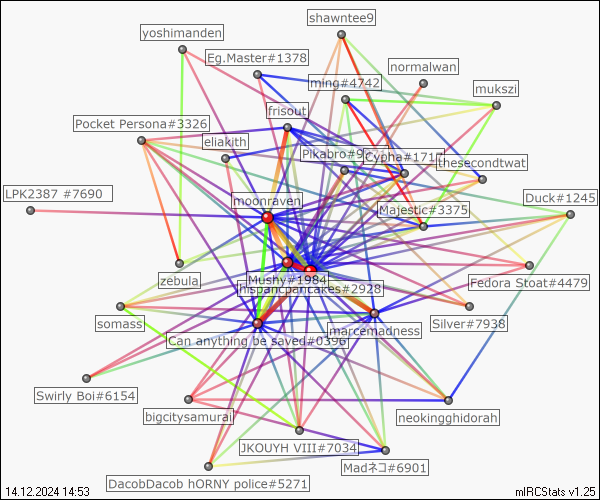 shawntee9
yoshimanden
Eg.Master#1378
normalwan
ming#4742
mukszi
frisout
Pocket Persona#3326
eliakith
Pikabro#9
Cypha#171
thesecondtwat
LPK2387 #7690
moonraven
Majestic#3375
Duck#1245
zebula
Mushy#1984
Fedora Stoat#4479
hispancpancakes#2928
somass
marcemadness
Silver#7938
Can anything be saved#0396
Swirly Boi#6154
bigcitysamurai
neokingghidorah
JKOUYH VIII#7034
Madネコ#6901
DacobDacob hORNY police#5271
14.12.2024 14:53
mIRCStats v1.25